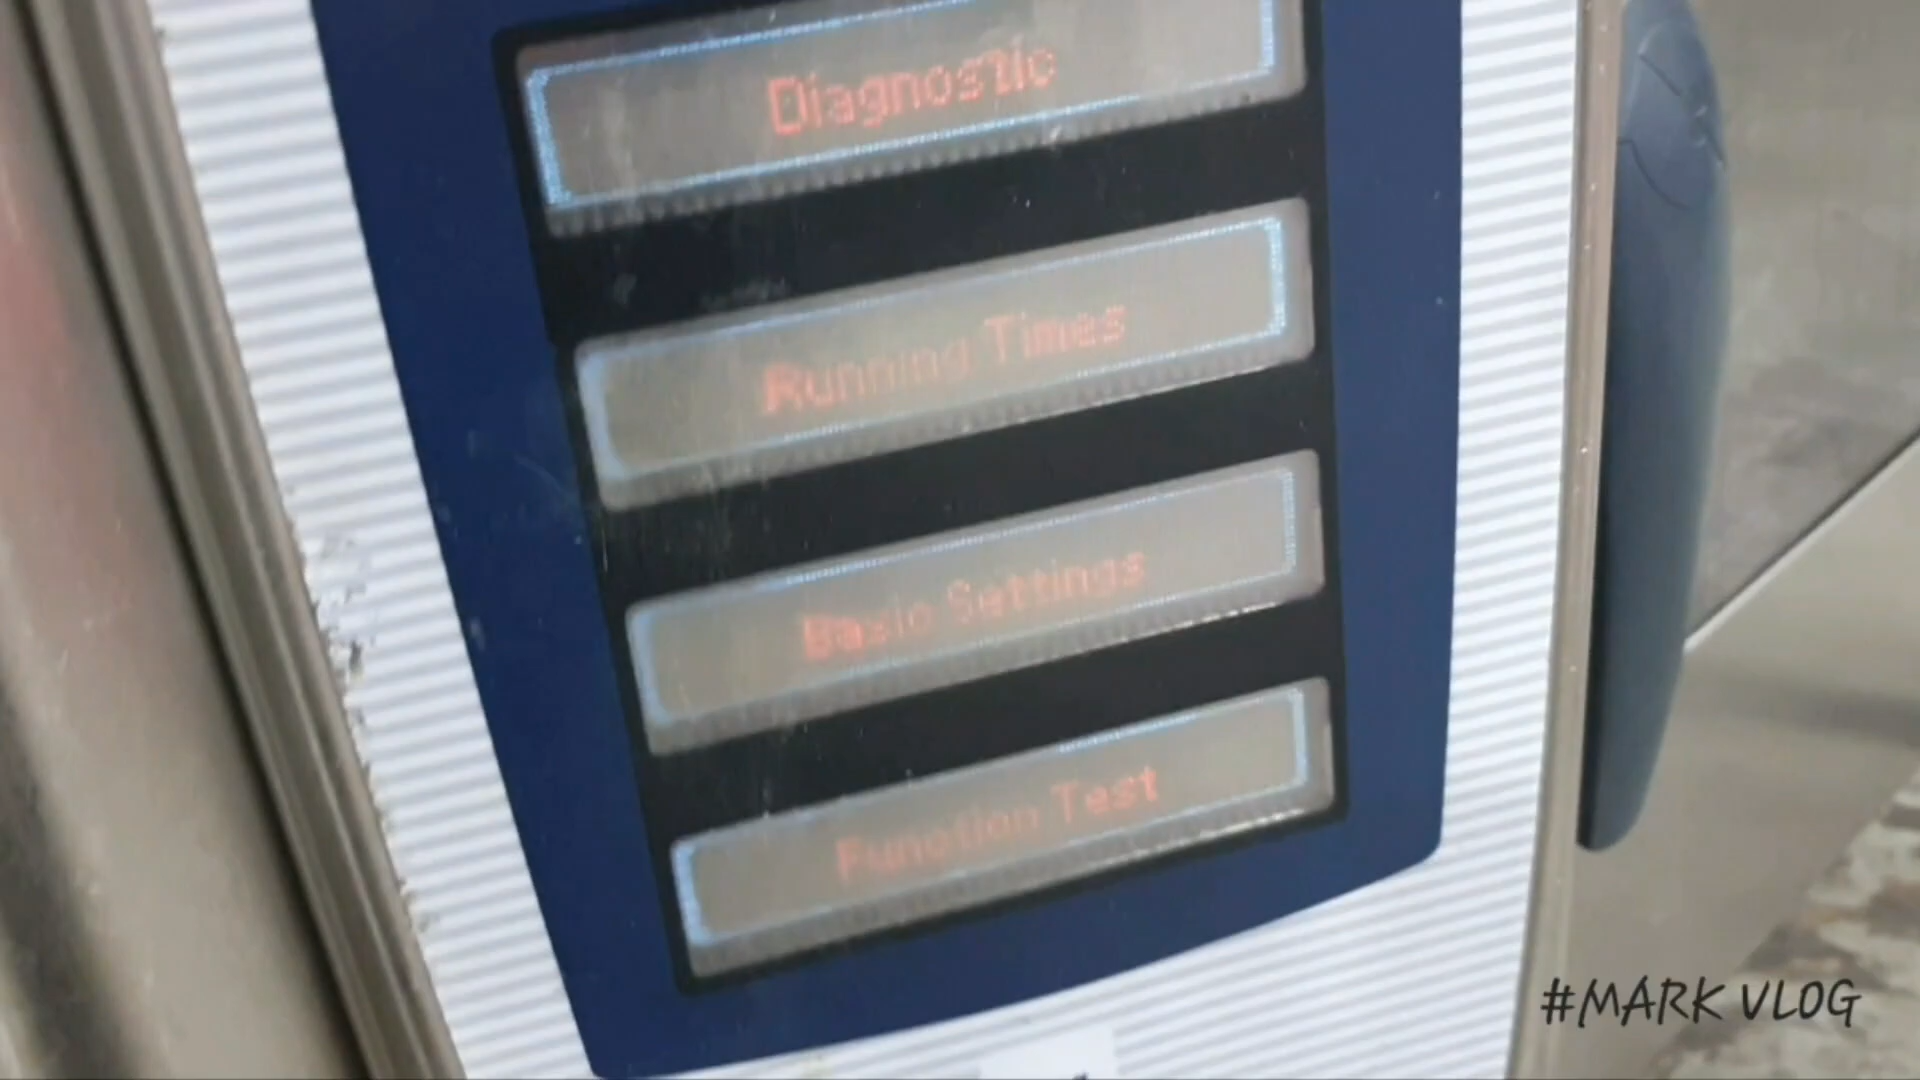 Diagnostic
Running Times
Basic Settings
Function Test
#MARK VLOG